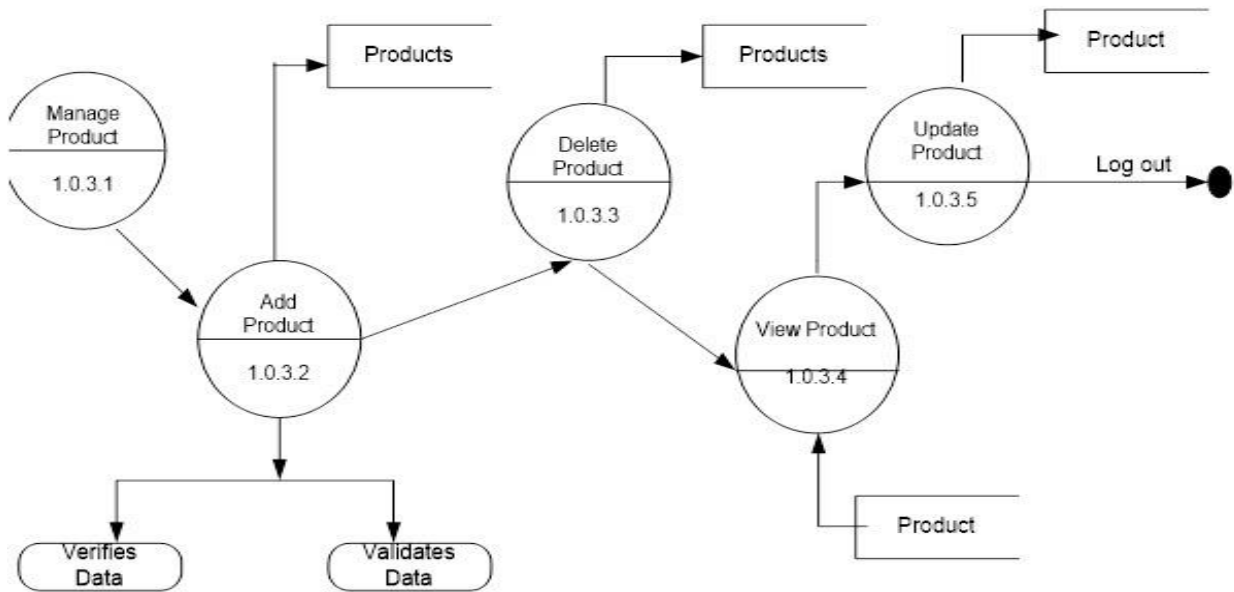 Products
Products
Product
Manage
Product
1.0.3.1
Delete
Product
1.0.3.3
Update
Product
1.0.3.5
Log out
Add
Product
1.0.3.2
View Product
1.0.3.4
Product
Verifies
Data
Validates
Data